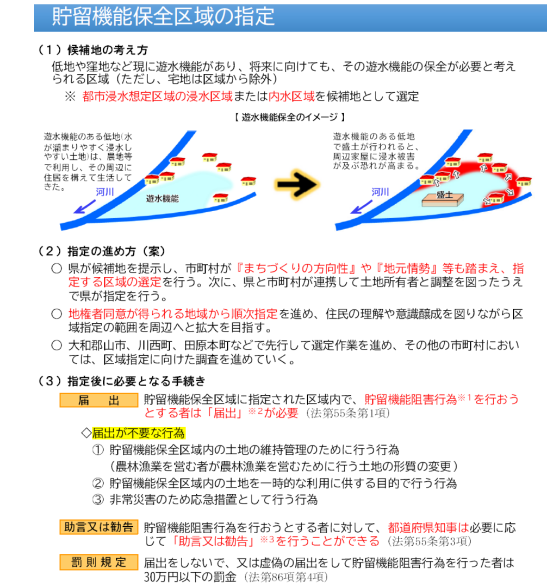 貯留機能保全区域の指定
（１）候補地の考え方
低地や窪地など現に遊水機能があり、将来に向けても、その遊水機能の保全が必要と考え
られる区域（ただし、宅地は区域から除外）
※ 都市浸水想定区域の浸水区域または内水区域を候補地として選定
【 遊水機能保全のイメージ 】
遊水機能のある低地(水
が溜まりやすく浸水し
やすい土地)は、農地等
で利用し、その周辺に
住居を構えて生活して
きた。
河川
遊水機能
遊水機能のある低地
で盛土が行われると、
周辺家屋に浸水被害
が及ぶ恐れが高まる。
河川
盛土
（２）指定の進め方（案）
○ 県が候補地を提示し、市町村が『まちづくりの方向性』や『地元情勢』等も踏まえ、指
定する区域の選定を行う。次に、県と市町村が連携して土地所有者と調整を図ったうえ
で県が指定を行う。
○ 地権者同意が得られる地域から順次指定を進め、住民の理解や意識醸成を図りながら区
域指定の範囲を周辺へと拡大を目指す。
○ 大和郡山市、川西町、田原本町などで先行して選定作業を進め、その他の市町村におい
ては、区域指定に向けた調査を進めていく。
（３）指定後に必要となる手続き
届 出
貯留機能保全区域に指定された区域内で、貯留機能阻害行為※１を行おう
とする者は「届出」※２が必要（法第55条第1項）
◇届出が不要な行為
① 貯留機能保全区域内の土地の維持管理のために行う行為
（農林漁業を営む者が農林漁業を営むために行う土地の形質の変更）
② 貯留機能保全区域内の土地を一時的な利用に供する目的で行う行為
③ 非常災害のため応急措置として行う行為
助言又は勧告
貯留機能阻害行為を行おうとする者に対して、都道府県知事は必要に応
じて「助言又は勧告」※３を行うことができる（法第55条第3項）
罰 則 規 定
届出をしないで、又は虚偽の届出をして貯留機能阻害行為を行った者は
30万円以下の罰金（法第86項第4項）